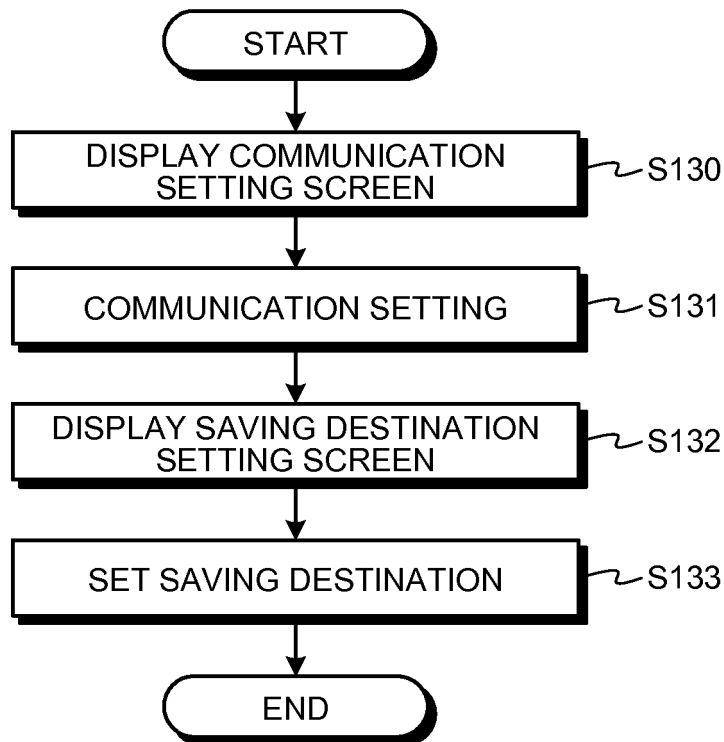 START
DISPLAY COMMUNICATION
SETTING SCREEN
S130
COMMUNICATION SETTING
S131
DISPLAY SAVING DESTINATION
SETTING SCREEN
S132
SET SAVING DESTINATION
S133
END